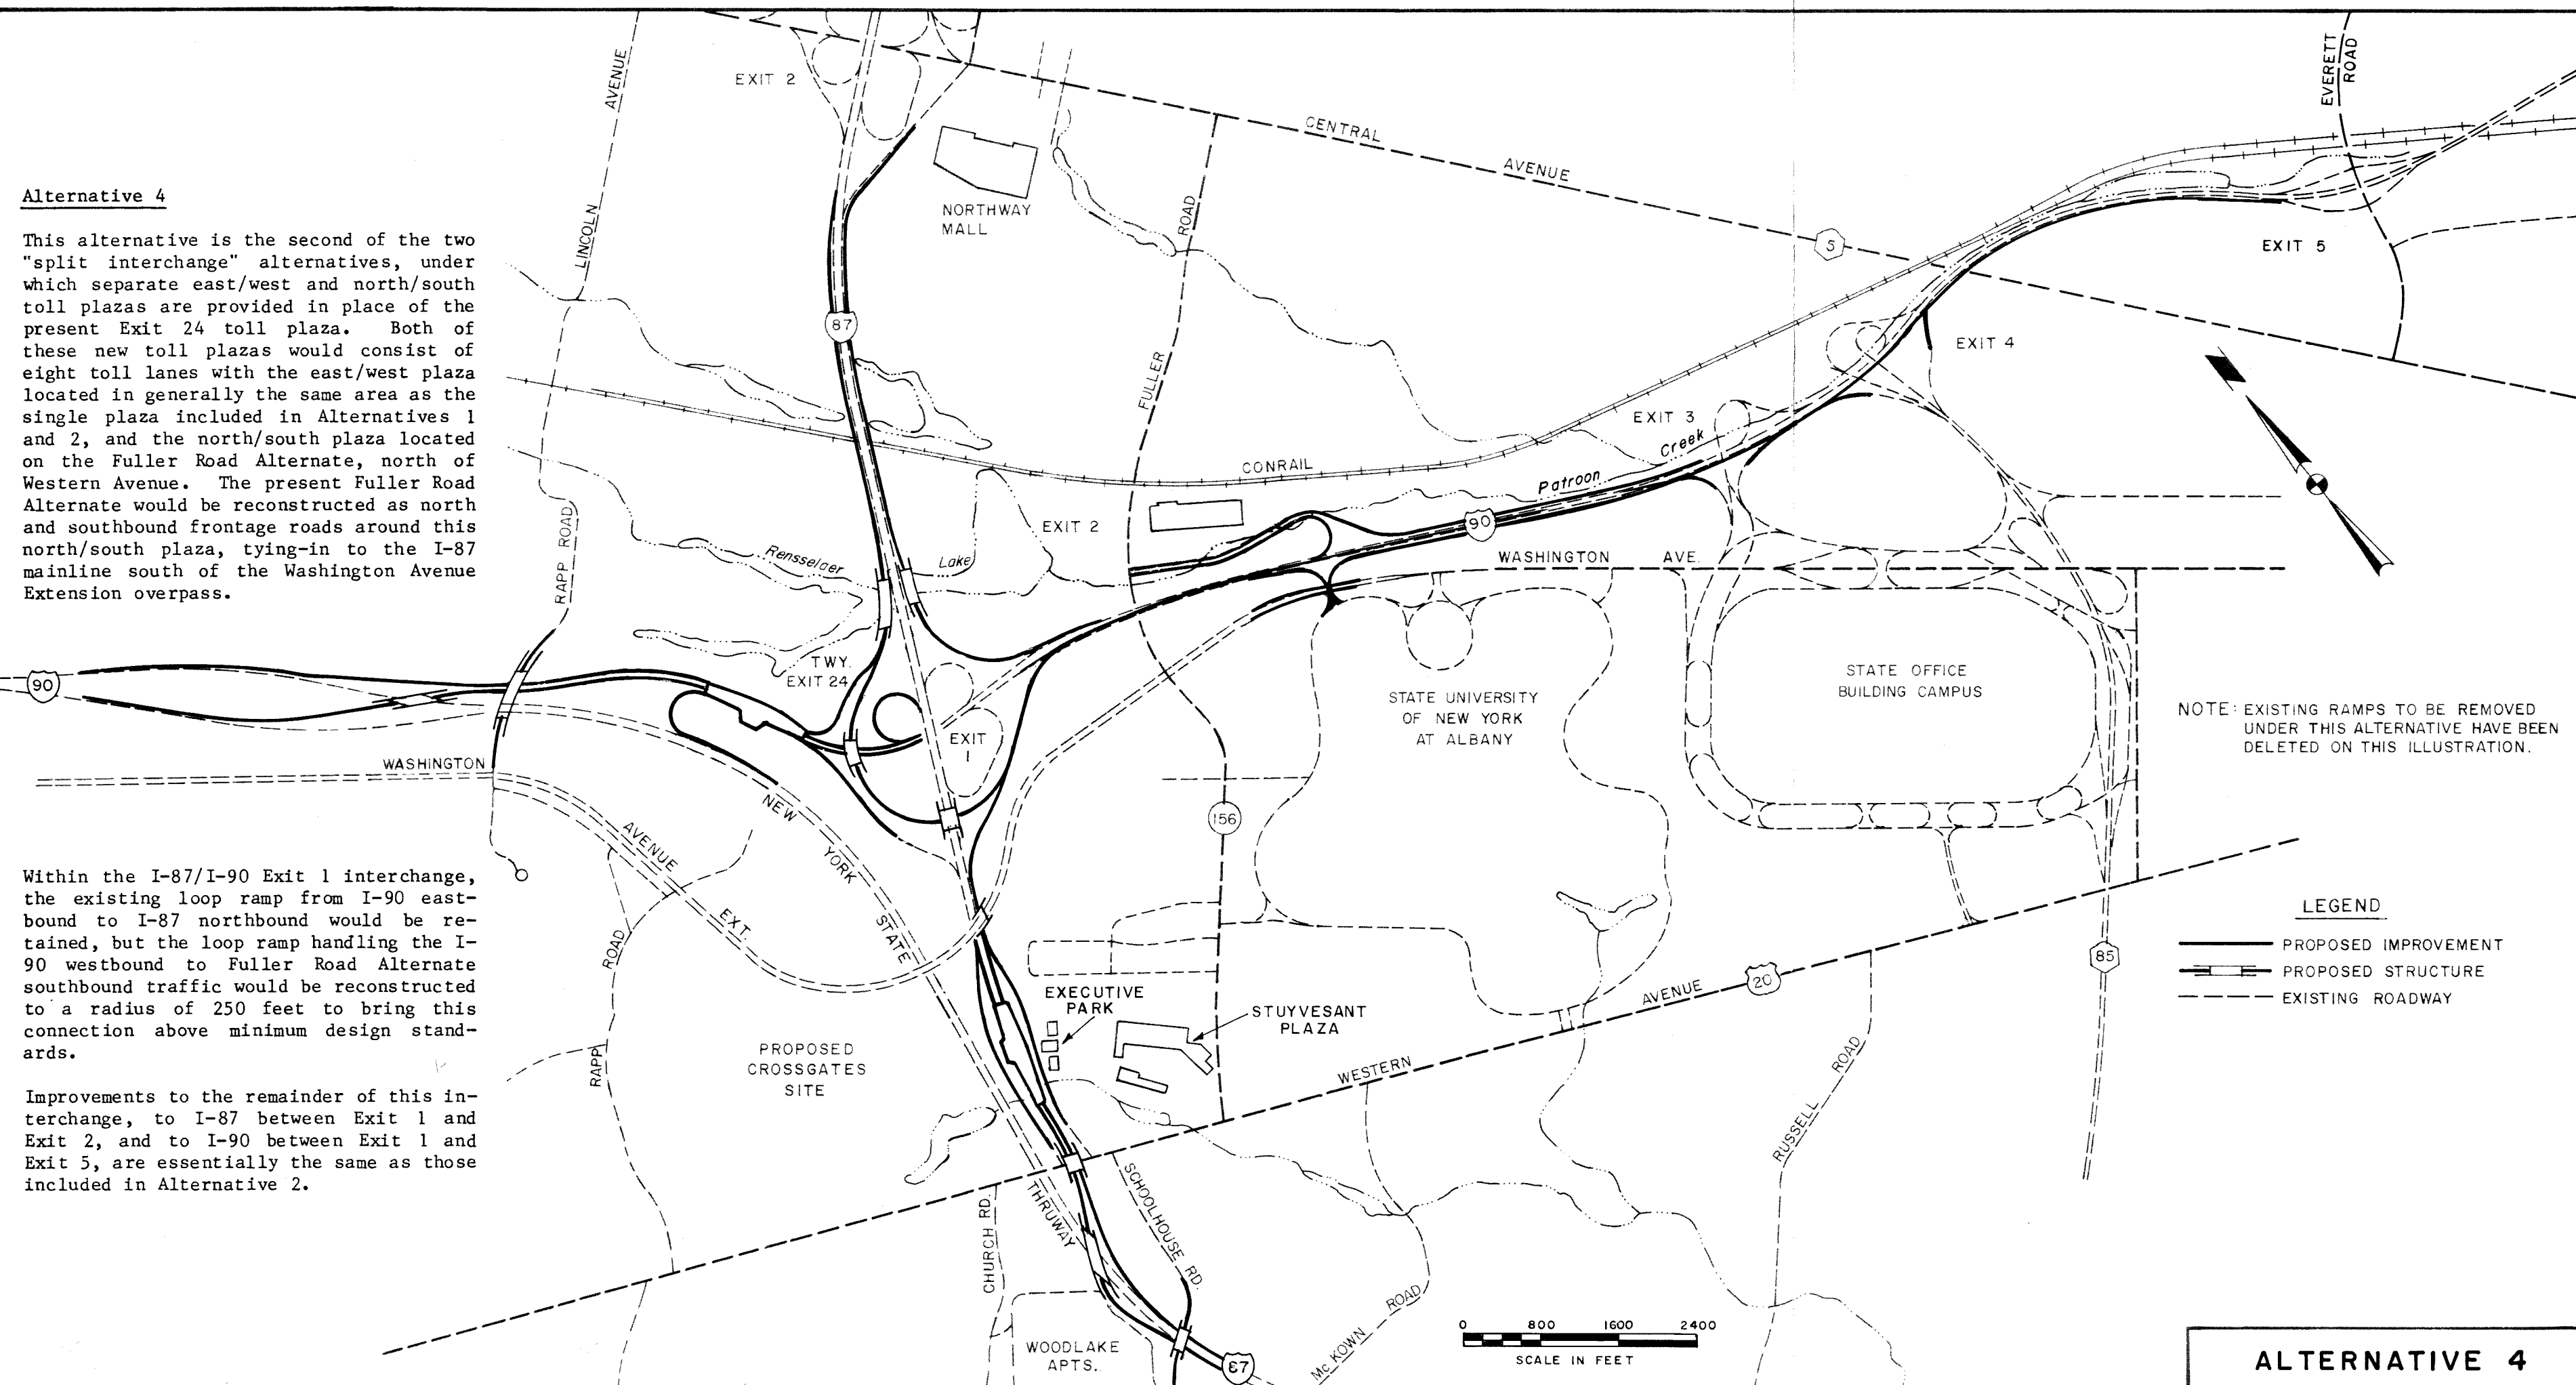 Alternative 4
This alternative is the second of the two
"split interchange" alternatives, under
which separate east/west and north/south
toll plazas are provided in place of the
present Exit 24 toll plaza. Both of
these new toll plazas would consist of
eight toll lanes with the east/west plaza
located in generally the same area as the
single plaza included in Alternatives 1
and 2, and the north/south plaza located
on the Fuller Road Alternate, north of
Western Avenue. The present Fuller Road
Alternate would be reconstructed as north
and southbound frontage roads around this
north/south plaza, tying-in to the I-87
mainline south of the Washington Avenue
Extension overpass.
Within the I-87/I-90 Exit 1 interchange,
the existing loop ramp from I-90 east-
bound to I-87 northbound would be re-
tained, but the loop ramp handling the I-
90 westbound to Fuller Road Alternate
southbound traffic would be reconstructed
to a radius of 250 feet to bring this
connection above minimum design stand-
ards.
Improvements to the remainder of this in-
terchange, to I-87 between Exit 1 and
Exit 2, and to I-90 between Exit 1 and
Exit 5, are essentially the same as those
included in Alternative 2.
EXIT 2
LINCOLN AVENUE
NORTHWAY
MALL
CENTRAL AVENUE
5
EVERETT
ROAD
EXIT 5
87
FULLER ROAD
EXIT 4
EXIT 3
CONRAIL
Patroon Creek
90
EXIT 2
Rensselaer Lake
RAPP ROAD
WASHINGTON AVE.
TWY.
EXIT 24
90
EXIT
1
STATE UNIVERSITY
OF NEW YORK
AT ALBANY
STATE OFFICE
BUILDING CAMPUS
NOTE: EXISTING RAMPS TO BE REMOVED
UNDER THIS ALTERNATIVE HAVE BEEN
DELETED ON THIS ILLUSTRATION.
WASHINGTON AVENUE EXT.
NEW YORK STATE THRUWAY
156
RAPP ROAD
LEGEND
PROPOSED IMPROVEMENT
PROPOSED STRUCTURE
EXISTING ROADWAY
85
20
WESTERN AVENUE
EXECUTIVE
PARK
STUYVESANT
PLAZA
PROPOSED
CROSSGATES
SITE
RUSSELL ROAD
CHURCH RD.
SCHOOLHOUSE RD.
McKOWN ROAD
WOODLAKE
APTS.
87
0 800 1600 2400
SCALE IN FEET
ALTERNATIVE 4